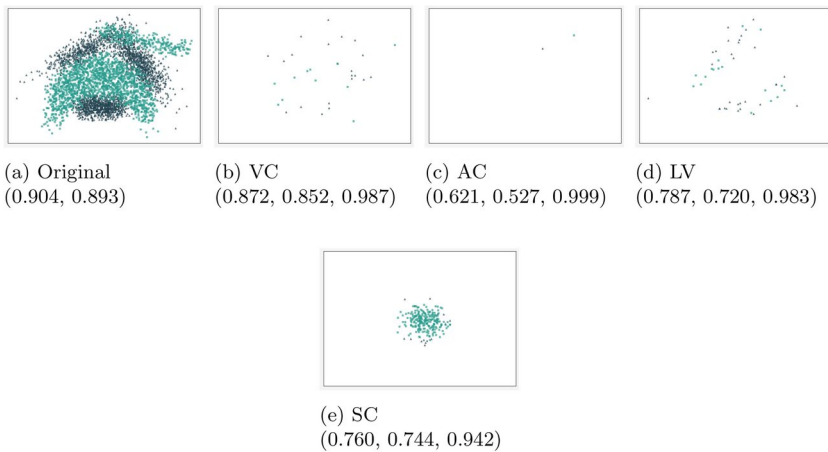 (a) Original
(0.904, 0.893)
(b) VC
(0.872, 0.852, 0.987)
(c) AC
(0.621, 0.527, 0.999)
(d) LV
(0.787, 0.720, 0.983)
(e) SC
(0.760, 0.744, 0.942)